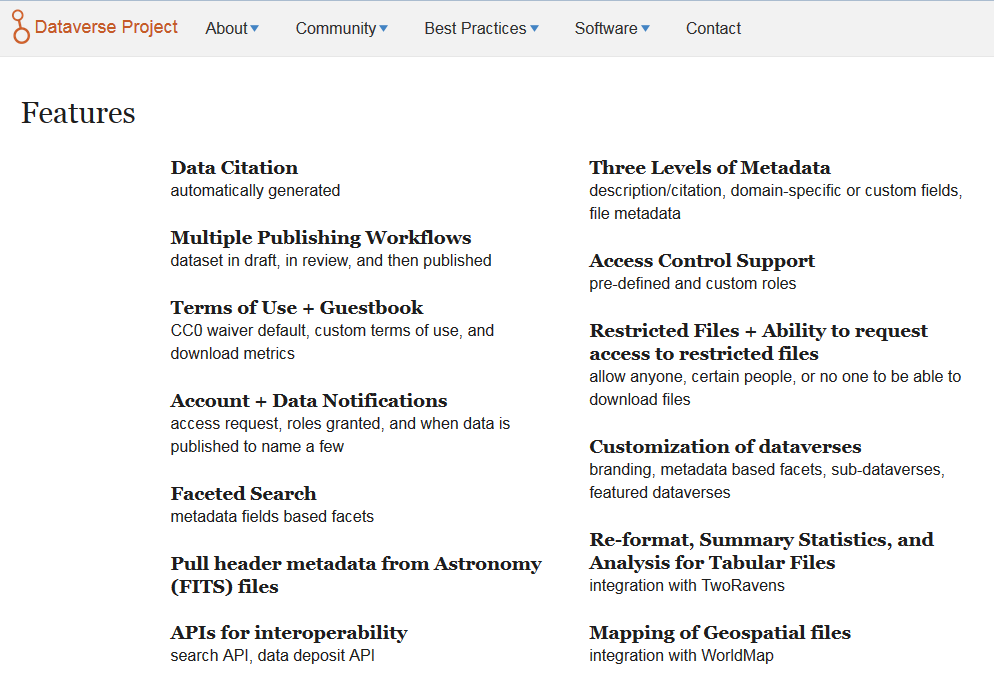 Dataverse Project About Community Best Practices Software Contact
Features
Data Citation
automatically generated
Multiple Publishing Workflows
dataset in draft, in review, and then published
Terms of Use + Guestbook
CC0 waiver default, custom terms of use, and
download metrics
Account + Data Notifications
access request, roles granted, and when data is
published to name a few
Faceted Search
metadata fields based facets
Pull header metadata from Astronomy
(FITS) files
APIs for interoperability
search API, data deposit API
Three Levels of Metadata
description/citation, domain-specific or custom fields,
file metadata
Access Control Support
pre-defined and custom roles
Restricted Files + Ability to request
access to restricted files
allow anyone, certain people, or no one to be able to
download files
Customization of dataverses
branding, metadata based facets, sub-dataverses,
featured dataverses
Re-format, Summary Statistics, and
Analysis for Tabular Files
integration with TwoRavens
Mapping of Geospatial files
integration with WorldMap